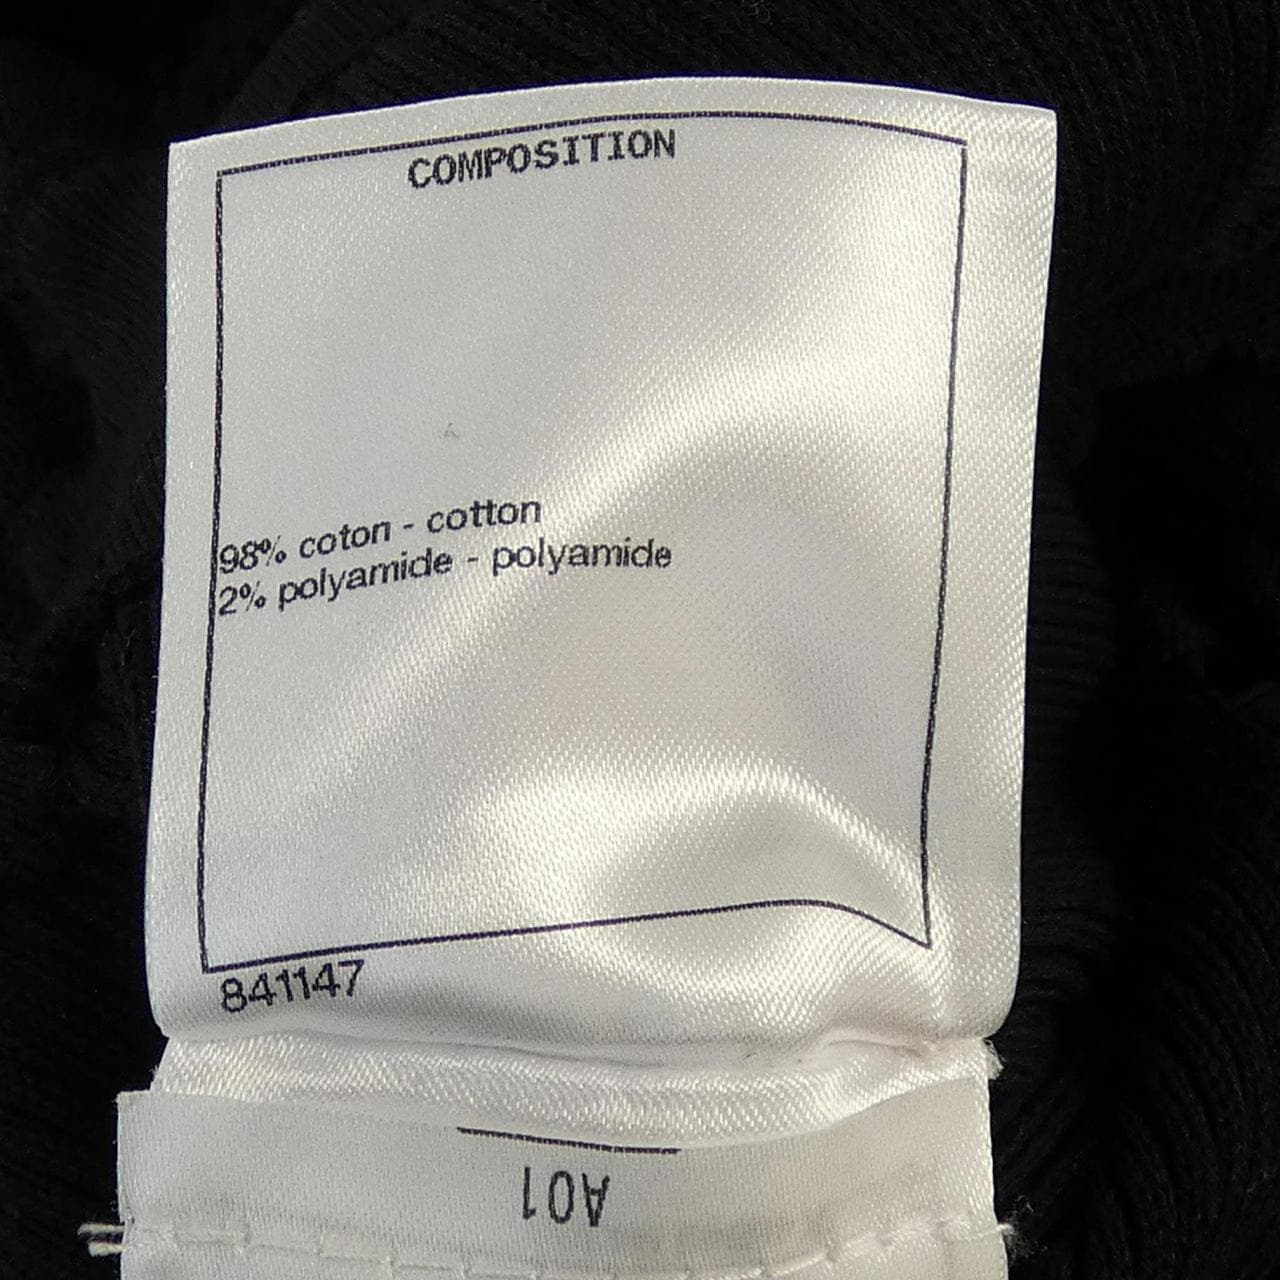 COMPOSITION
98% coton - cotton
2% polyamide - polyamide
841147
A01